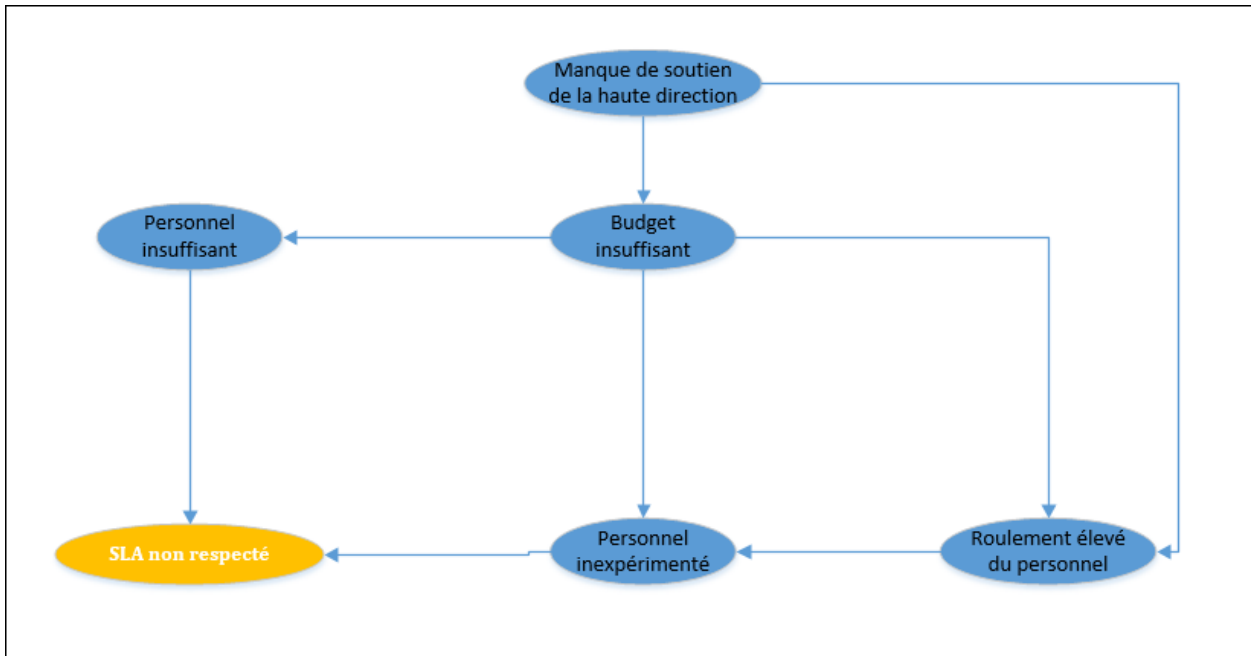 Manque de soutien
de la haute direction
Personnel
insuffisant
Budget
insuffisant
SLA non respecté
Personnel
inexpérimenté
Roulement élevé
du personnel